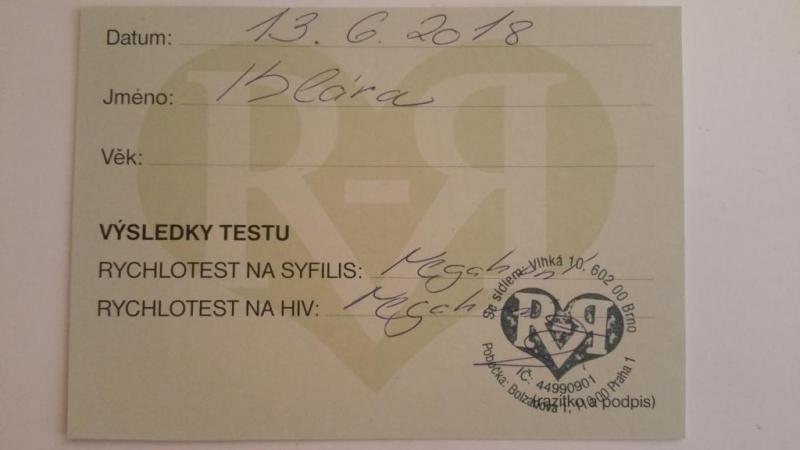 Datum: 13. 6. 2018
Jméno: Klára
Věk:
VÝSLEDKY TESTU
RYCHLOTEST NA SYFILIS: Negativní
RYCHLOTEST NA HIV: Negativní
Se sídlem: Vlhká 10, 602 00 Brno
R-R
IČ: 44990901
Pobočka: Bolzanova 1, 110 00 Praha 1
(razítko a podpis)